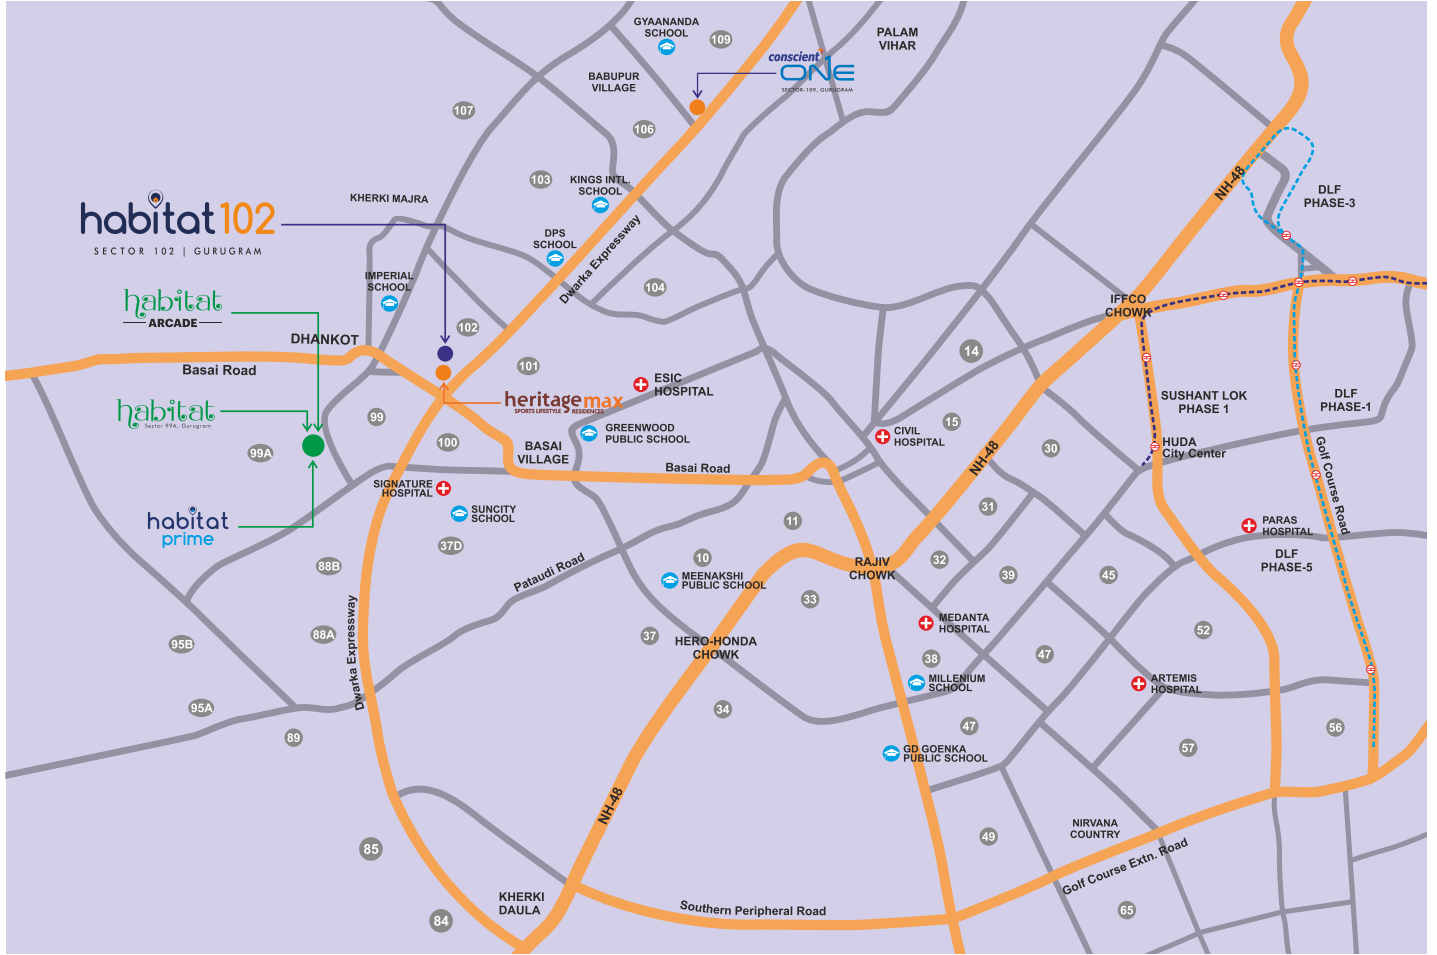 GYAANANDA
SCHOOL
109
PALAM
VIHAR
conscient
ONE
SECTOR-109, GURUGRAM
BABUPUR
VILLAGE
107
106
103
KINGS INTL.
SCHOOL
KHERKI MAJRA
NH-48
DLF
PHASE-3
habitat 102
SECTOR 102 | GURUGRAM
DPS
SCHOOL
Dwarka Expressway
IMPERIAL
SCHOOL
104
habitat
ARCADE
102
DHANKOT
IFFCO
CHOWK
Basai Road
101
14
ESIC
HOSPITAL
heritage max
SPORTS LIFESTYLE RESIDENCES
SUSHANT LOK
PHASE 1
DLF
PHASE-1
habitat
Sector 99A, Gurugram
99
100
GREENWOOD
PUBLIC SCHOOL
CIVIL
HOSPITAL
15
30
HUDA
City Center
99A
BASAI
VILLAGE
Basai Road
NH-48
Golf Course Road
SIGNATURE
HOSPITAL
SUNCITY
SCHOOL
habitat
prime
37D
11
31
PARAS
HOSPITAL
88B
Pataudi Road
10
MEENAKSHI
PUBLIC SCHOOL
RAJIV
CHOWK
32
39
45
DLF
PHASE-5
33
Dwarka Expressway
88A
95B
37
HERO-HONDA
CHOWK
MEDANTA
HOSPITAL
52
38
47
MILLENIUM
SCHOOL
ARTEMIS
HOSPITAL
95A
34
89
47
56
57
GD GOENKA
PUBLIC SCHOOL
NH-48
85
49
NIRVANA
COUNTRY
Golf Course Extn. Road
KHERKI
DAULA
84
Southern Peripheral Road
65